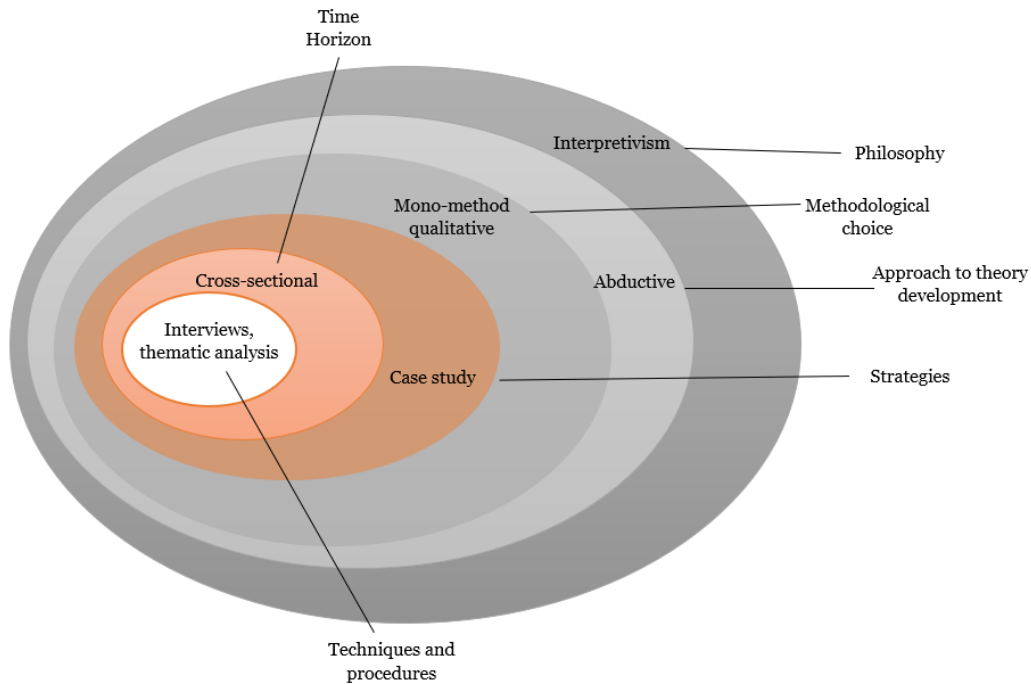 Time
Horizon
Interpretivism
Philosophy
Mono-method
qualitative
Methodological
choice
Cross-sectional
Abductive
Approach to theory
development
Interviews,
thematic analysis
Case study
Strategies
Techniques and
procedures